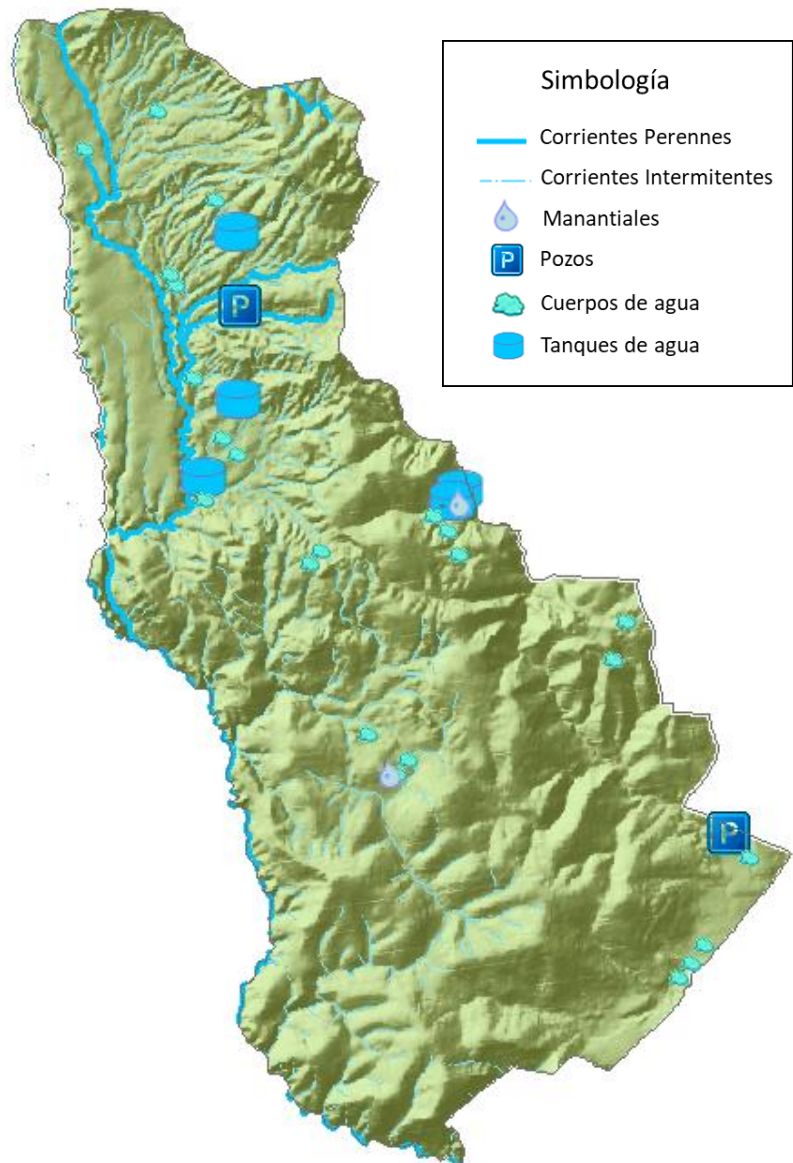 Simbología
Corrientes Perennes
Corrientes Intermitentes
Manantiales
P Pozos
Cuerpos de agua
Tanques de agua
P
P